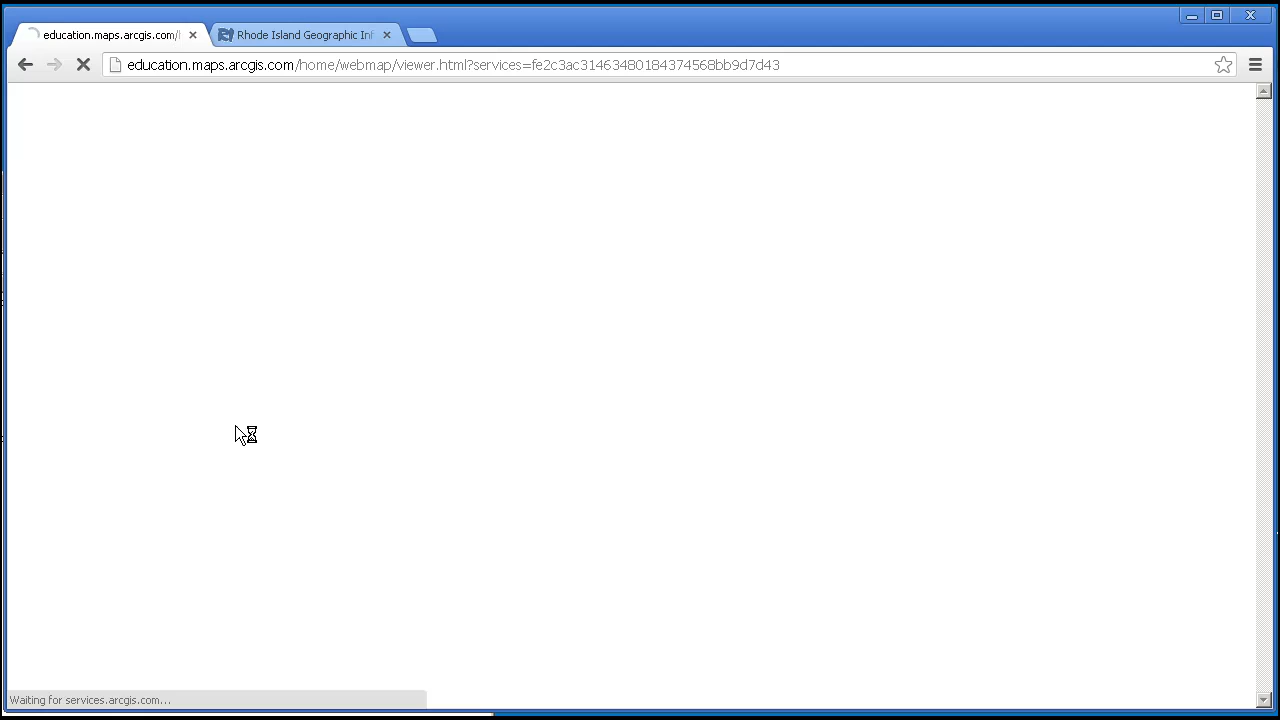 education.maps.arcgis.com/
Rhode Island Geographic Inf
education.maps.arcgis.com/home/webmap/viewer.html?services=fe2c3ac31463480184374568bb9d7d43
Waiting for services.arcgis.com...